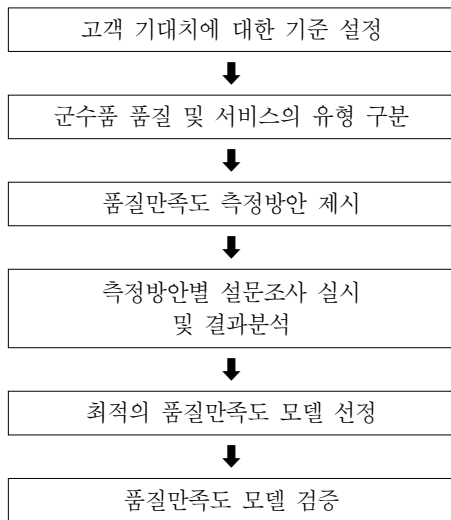 고객 기대치에 대한 기준 설정
군수품 품질 및 서비스의 유형 구분
품질만족도 측정방안 제시
측정방안별 설문조사 실시
및 결과분석
최적의 품질만족도 모델 선정
품질만족도 모델 검증